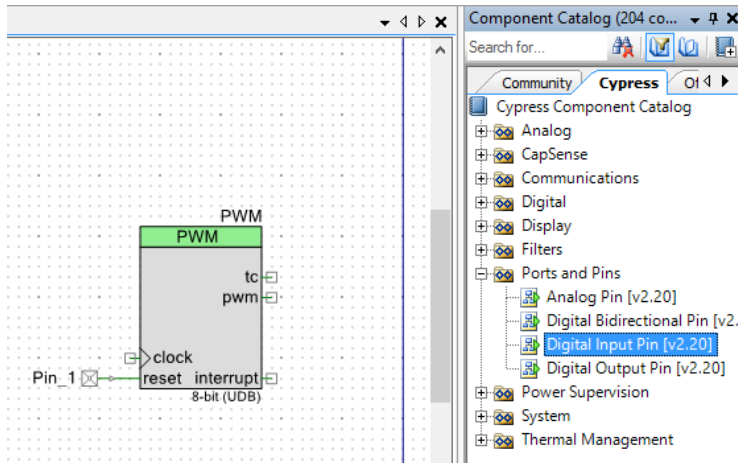 PWM
PWM
tc
pwm
clock
Pin_1
reset interrupt
8-bit (UDB)
Component Catalog (204 co...
Search for...
Community Cypress Of
Cypress Component Catalog
Analog
CapSense
Communications
Digital
Display
Filters
Ports and Pins
Analog Pin [v2.20]
Digital Bidirectional Pin [v2.
Digital Input Pin [v2.20]
Digital Output Pin [v2.20]
Power Supervision
System
Thermal Management